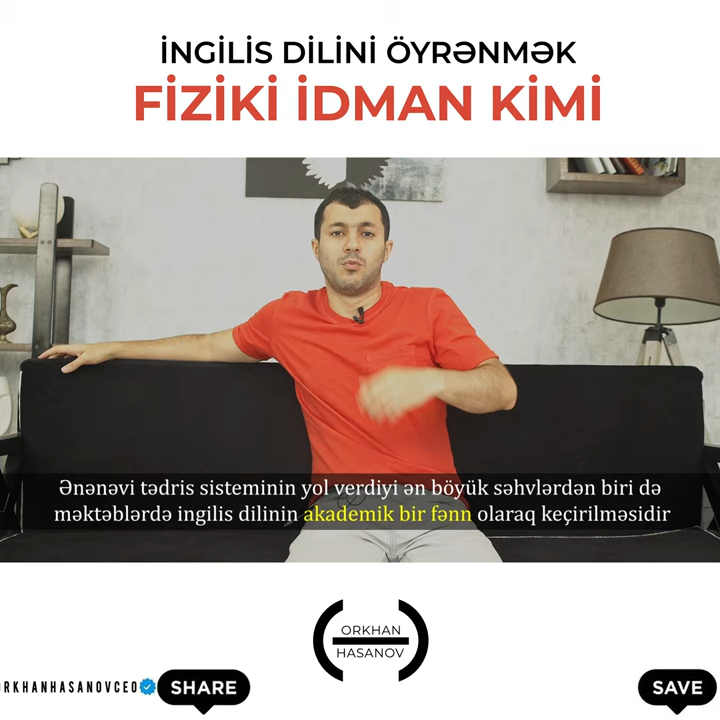 İNGİLİS DİLİNİ ÖYRƏNMƏK
FİZİKİ İDMAN KİMİ
Ənənəvi tədris sisteminin yol verdiyi ən böyük səhvlərdən biri də
məktəblərdə ingilis dilinin akademik bir fənn olaraq keçirilməsidir
ORKHAN
HASANOV
RKHANHASANOVCEO SHARE SAVE